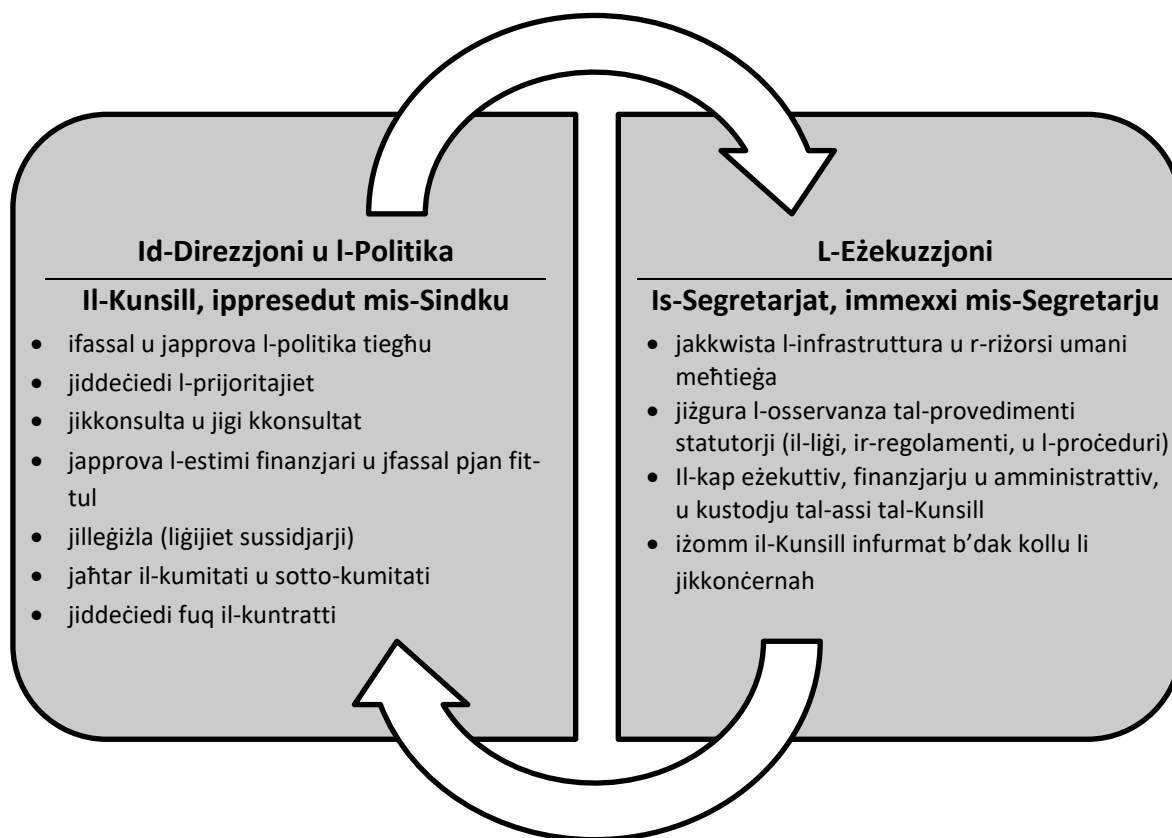 Id-Direzzjoni u l-Politika
Il-Kunsill, ippresedut mis-Sindku
• ifassal u japprova l-politika tiegħu
• jiddeċiedi l-prijoritajiet
• jikkonsulta u jigi kkonsultat
• japprova l-estimi finanzjari u jfassal pjan fit-
tul
• jilleġiżla (liġijiet sussidjarji)
• jaħtar il-kumitati u sotto-kumitati
• jiddeċiedi fuq il-kuntratti
L-Eżekuzzjoni
Is-Segretarjat, immexxi mis-Segretarju
• jakkwista l-infrastruttura u r-riżorsi umani
meħtieġa
• jiżgura l-osservanza tal-provedimenti
statutorji (il-liġi, ir-regolamenti, u l-proċeduri)
• Il-kap eżekuttiv, finanzjarju u amministrattiv,
u kustodju tal-assi tal-Kunsill
• iżomm il-Kunsill infurmat b’dak kollu li
jikkonċernah